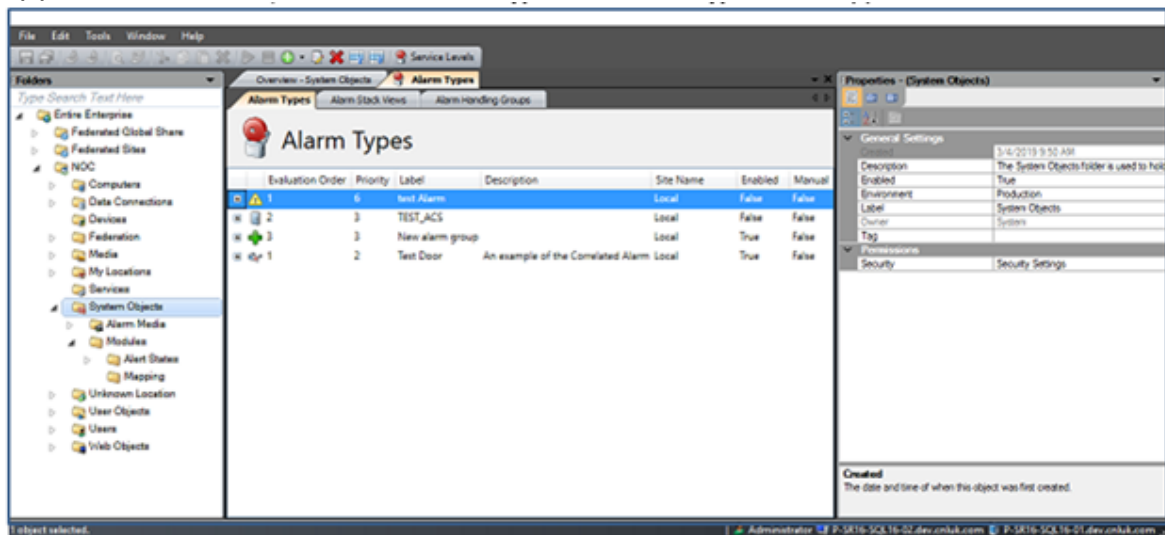 File Edit Tools Window Help
Service Levels
Folders
Type Search Text Here
Entire Enterprise
Federated Global Share
Federated Sites
NOC
Computers
Data Connections
Devices
Federation
Media
My Locations
Services
System Objects
Alarm Media
Modules
Alert States
Mapping
Unknown Location
User Objects
Users
Web Objects
Overview - System Objects
Alarm Types
Alarm Types
Alarm Stack Views
Alarm Handling Groups
Alarm Types
Evaluation Order Priority Label Description Site Name Enabled Manual
1 6 test Alarm Local False False
2 3 TEST_ACS Local False False
3 3 New alarm group Local True False
1 2 Test Door An example of the Correlated Alarm Local True False
Properties - (System Objects)
General Settings
Created 3/4/2019 9:50 AM
Description The System Objects folder is used to hold
Enabled True
Environment Production
Label System Objects
Owner System
Tag
Permissions
Security Security Settings
Created
The date and time of when this object was first created.
1 object selected.
Administrator P-SR16-SQL16-02.dev.cnluk.com P-SR16-SQL16-01.dev.cnluk.com